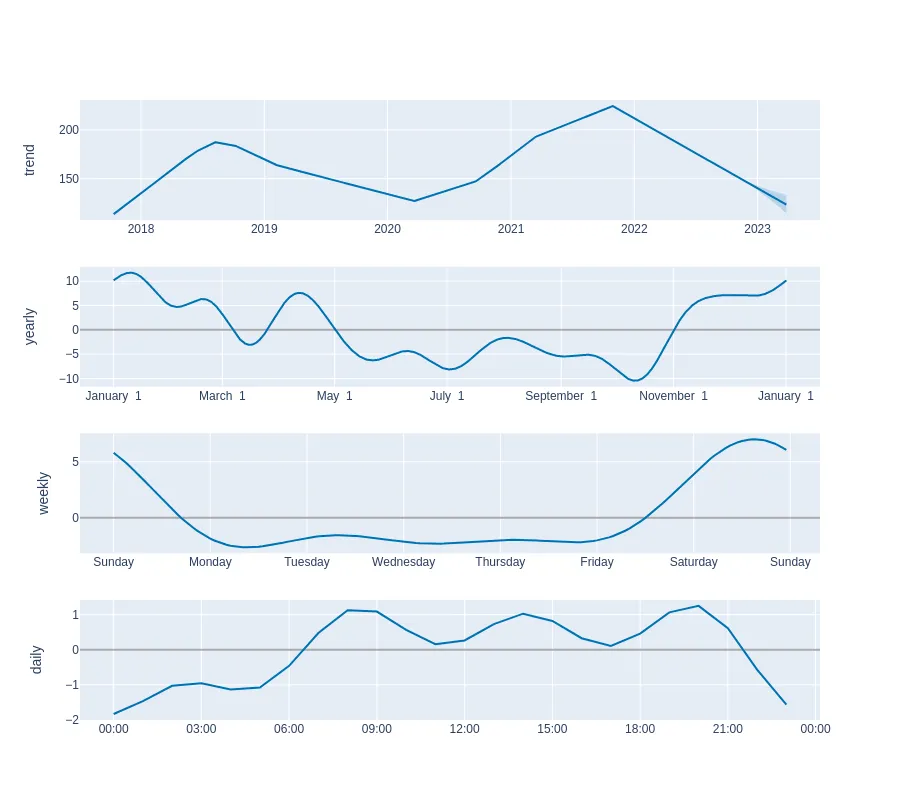 trend
200
150
2018 2019 2020 2021 2022 2023
yearly
10
5
0
−5
−10
January 1 March 1 May 1 July 1 September 1 November 1 January 1
weekly
5
0
Sunday Monday Tuesday Wednesday Thursday Friday Saturday Sunday
daily
1
0
−1
−2
00:00 03:00 06:00 09:00 12:00 15:00 18:00 21:00 00:00